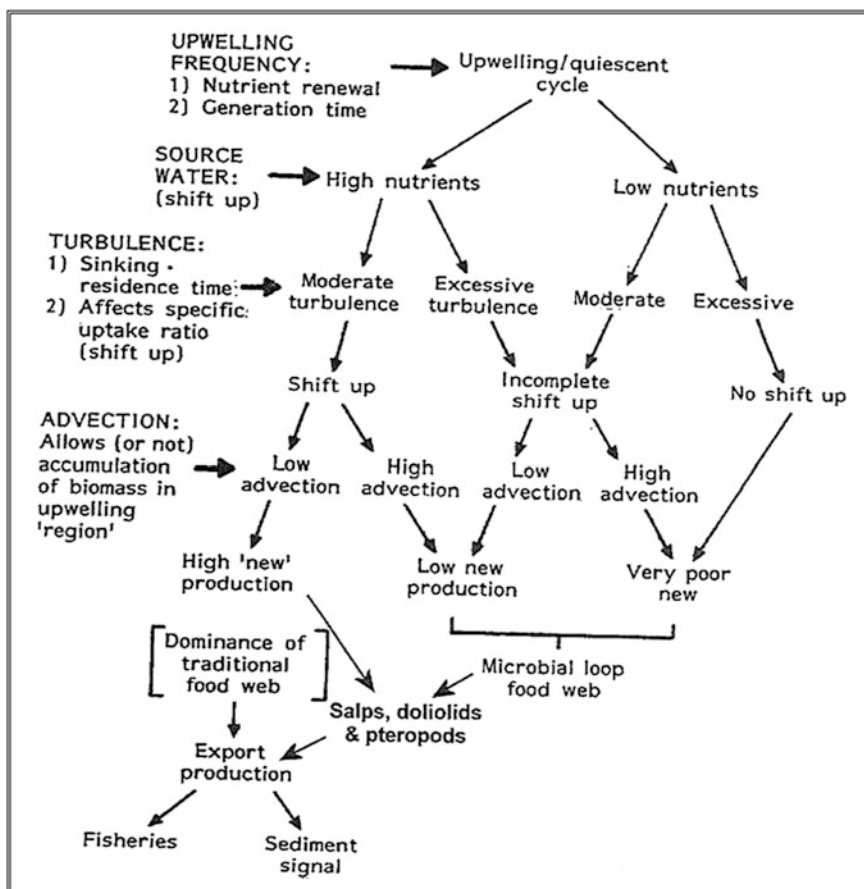 UPWELLING
FREQUENCY:
1) Nutrient renewal
2) Generation time
Upwelling/quiescent
cycle
SOURCE
WATER:
(shift up)
High nutrients
Low nutrients
TURBULENCE:
1) Sinking -
residence time:
2) Affects specific:
uptake ratio
(shift up)
Moderate
turbulence
Excessive
turbulence
Moderate
Excessive
Shift up
Incomplete
shift up
No shift up
ADVECTION:
Allows (or not)
accumulation
of biomass in
upwelling
'region'
Low
advection
High
advection
Low
advection
High
advection
High 'new'
production
Low new
production
Very poor
new
Dominance of
traditional
food web
Microbial loop
food web
Salps, doliolids
& pteropods
Export
production
Fisheries
Sediment
signal